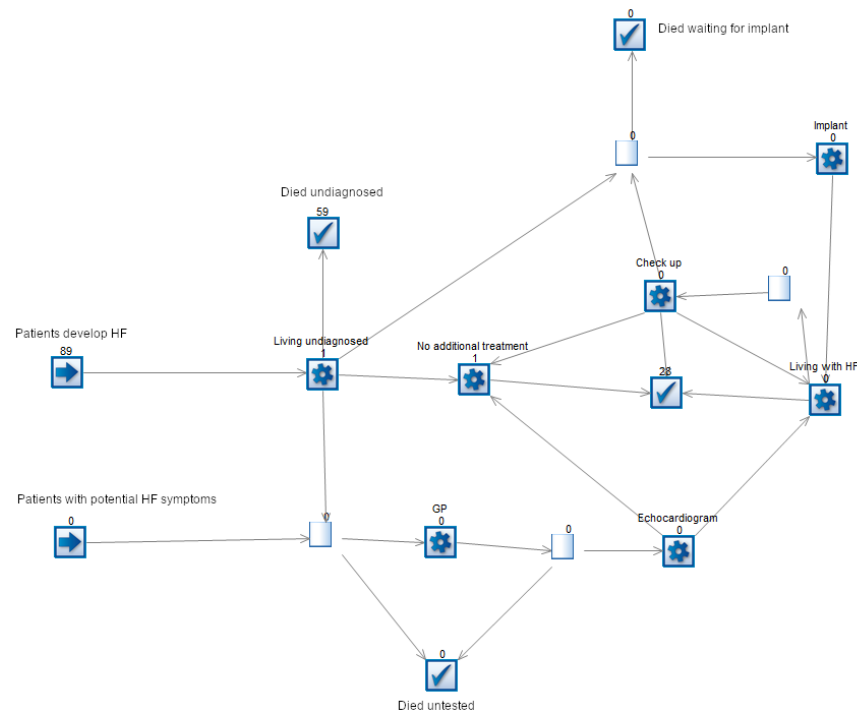 0
Died waiting for implant
0
Implant
0
Died undiagnosed
59
Check up
0
0
Patients develop HF
89
Living undiagnosed
1
No additional treatment
1
28
Living with HF
0
Patients with potential HF symptoms
0
0
GP
0
0
Echocardiogram
0
0
Died untested